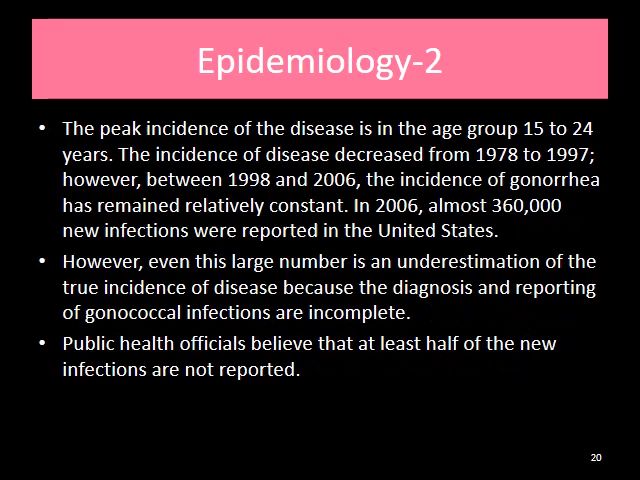 Epidemiology-2
• The peak incidence of the disease is in the age group 15 to 24
years. The incidence of disease decreased from 1978 to 1997;
however, between 1998 and 2006, the incidence of gonorrhea
has remained relatively constant. In 2006, almost 360,000
new infections were reported in the United States.
• However, even this large number is an underestimation of the
true incidence of disease because the diagnosis and reporting
of gonococcal infections are incomplete.
• Public health officials believe that at least half of the new
infections are not reported.
20